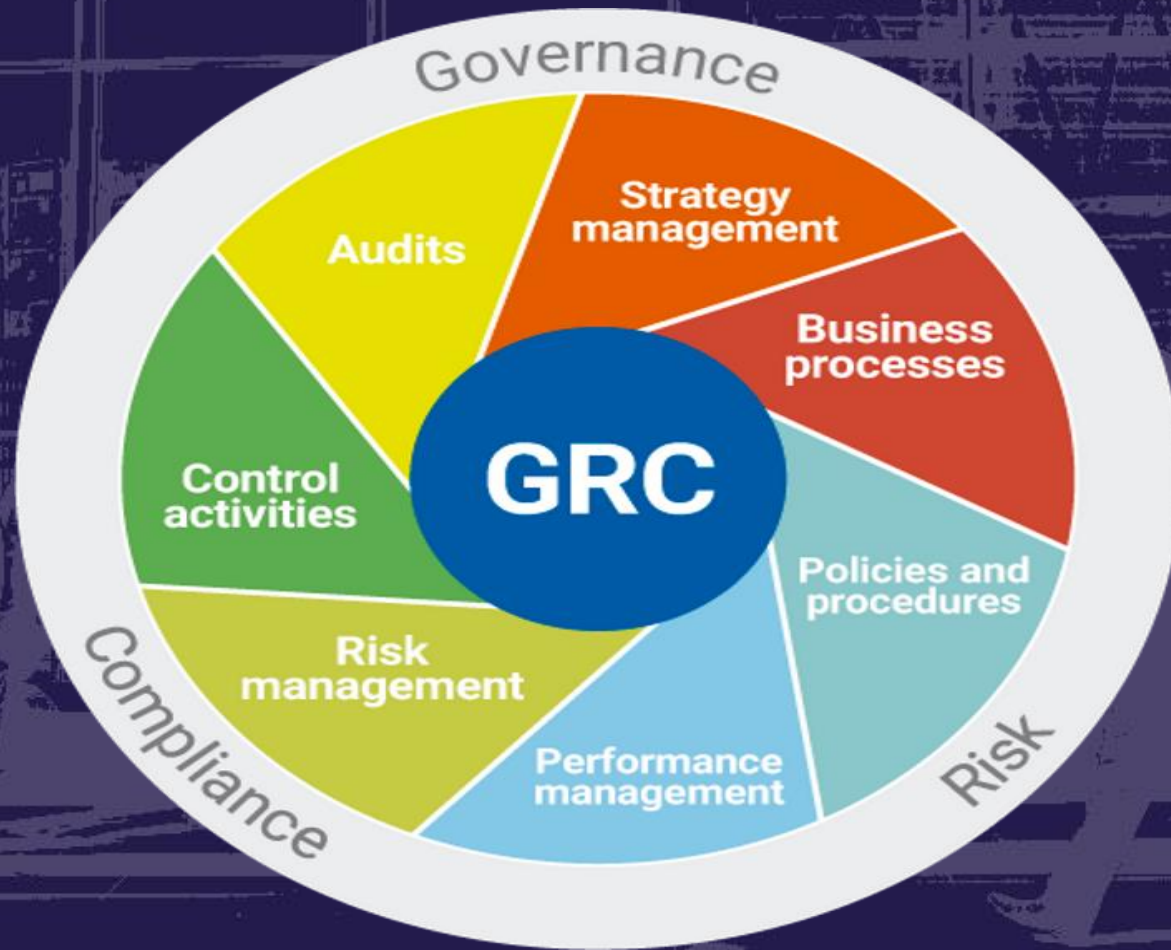 Governance
Strategy
management
Audits
Business
processes
GRC
Control
activities
Policies and
procedures
Risk
management
Performance
management
Compliance
Risk